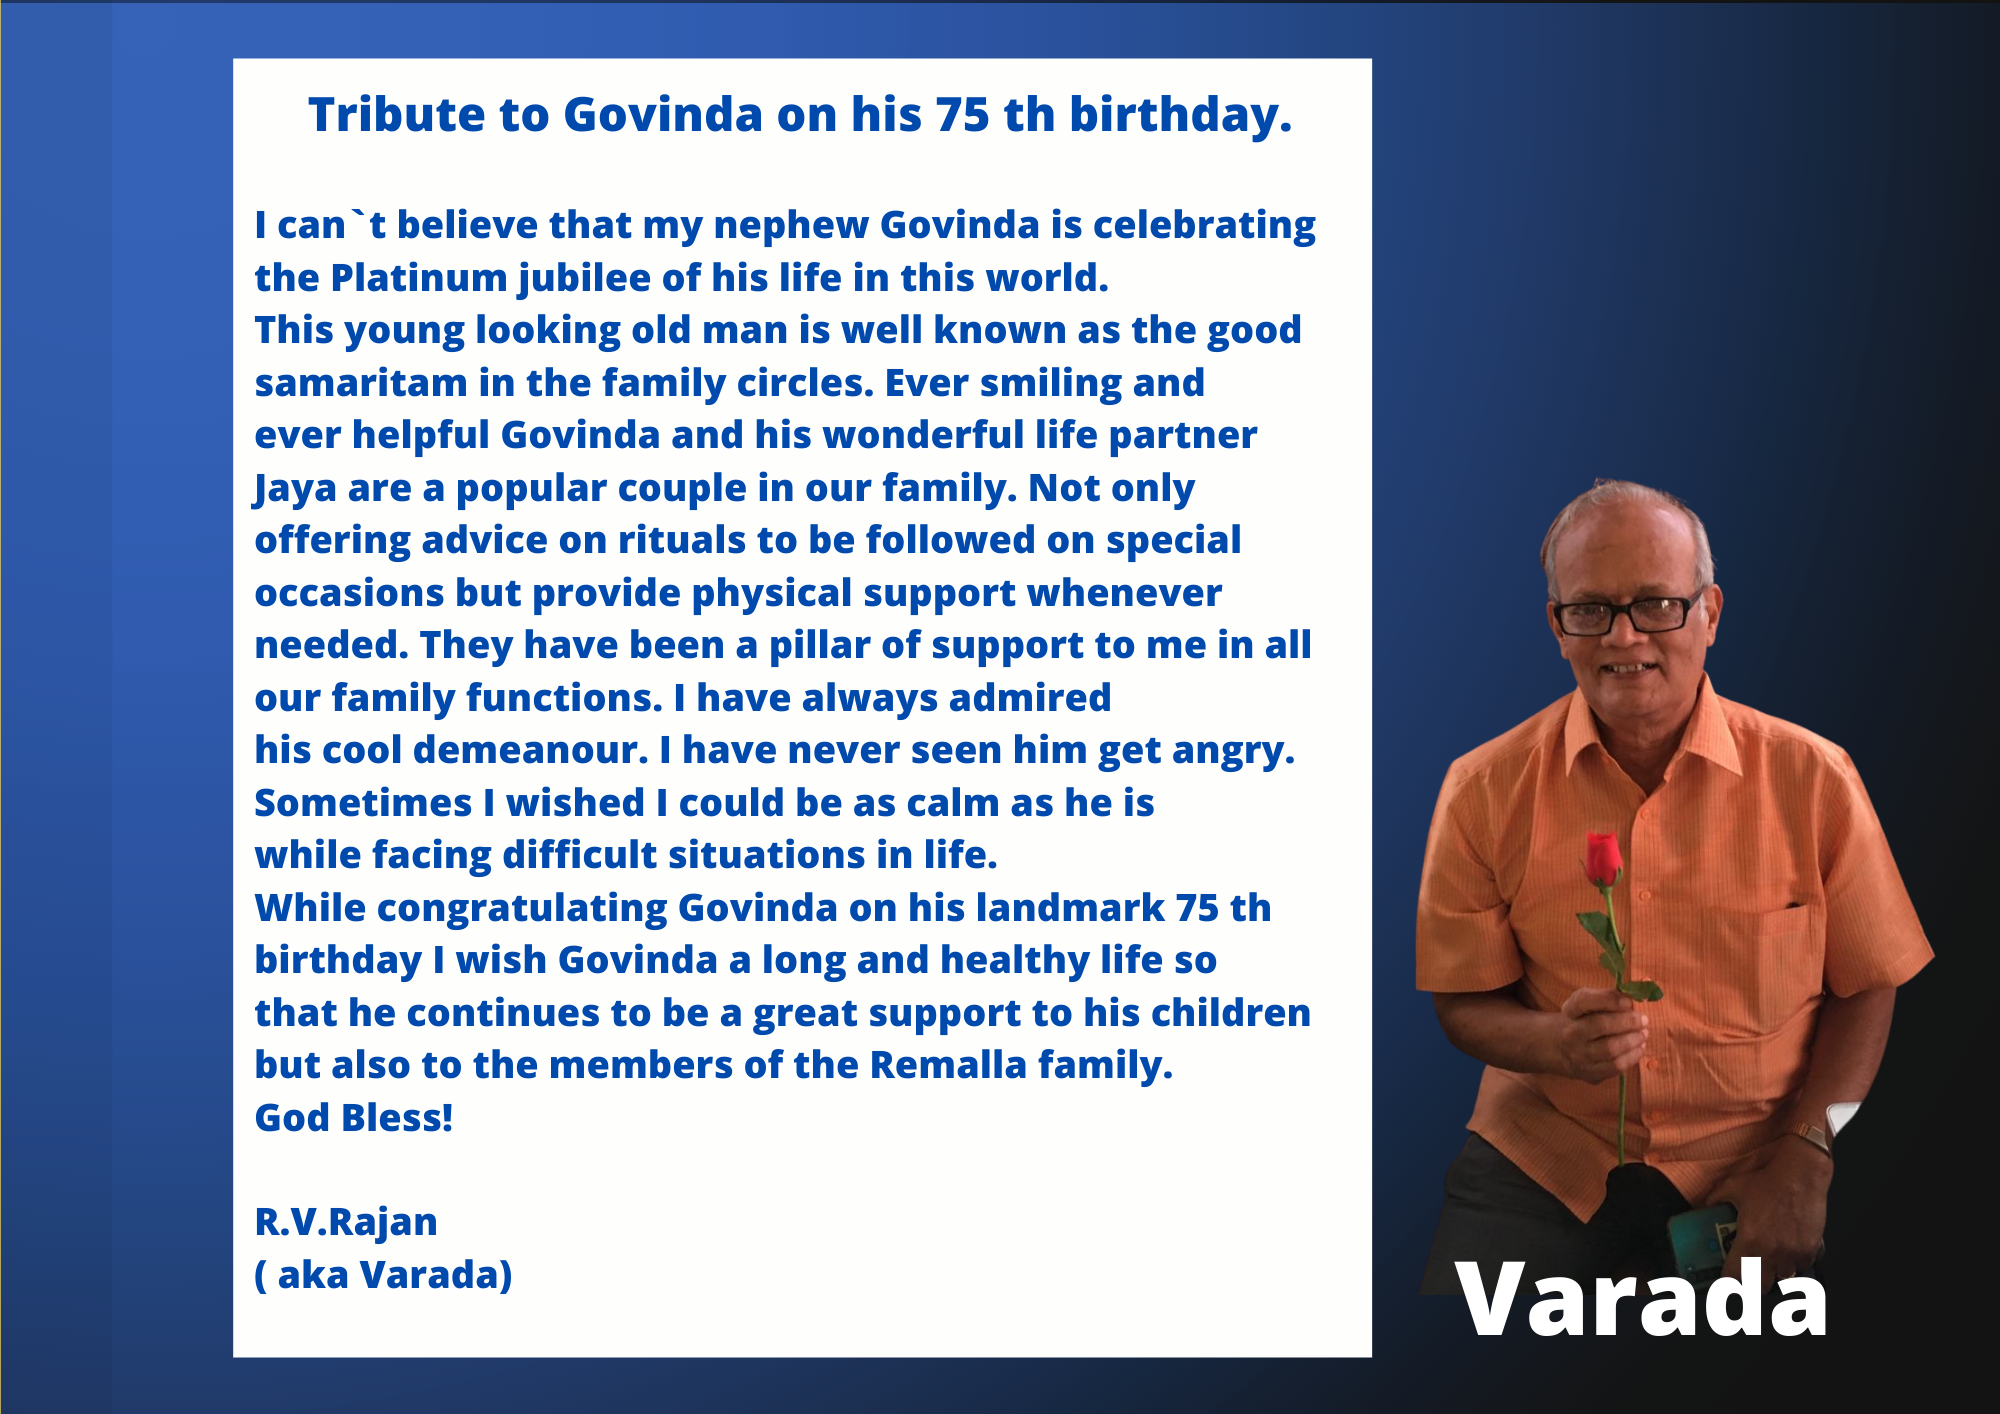 Tribute to Govinda on his 75 th birthday.
I can`t believe that my nephew Govinda is celebrating
the Platinum jubilee of his life in this world.
This young looking old man is well known as the good
samaritam in the family circles. Ever smiling and
ever helpful Govinda and his wonderful life partner
Jaya are a popular couple in our family. Not only
offering advice on rituals to be followed on special
occasions but provide physical support whenever
needed. They have been a pillar of support to me in all
our family functions. I have always admired
his cool demeanour. I have never seen him get angry.
Sometimes I wished I could be as calm as he is
while facing difficult situations in life.
While congratulating Govinda on his landmark 75 th
birthday I wish Govinda a long and healthy life so
that he continues to be a great support to his children
but also to the members of the Remalla family.
God Bless!
R.V.Rajan
( aka Varada)
Varada